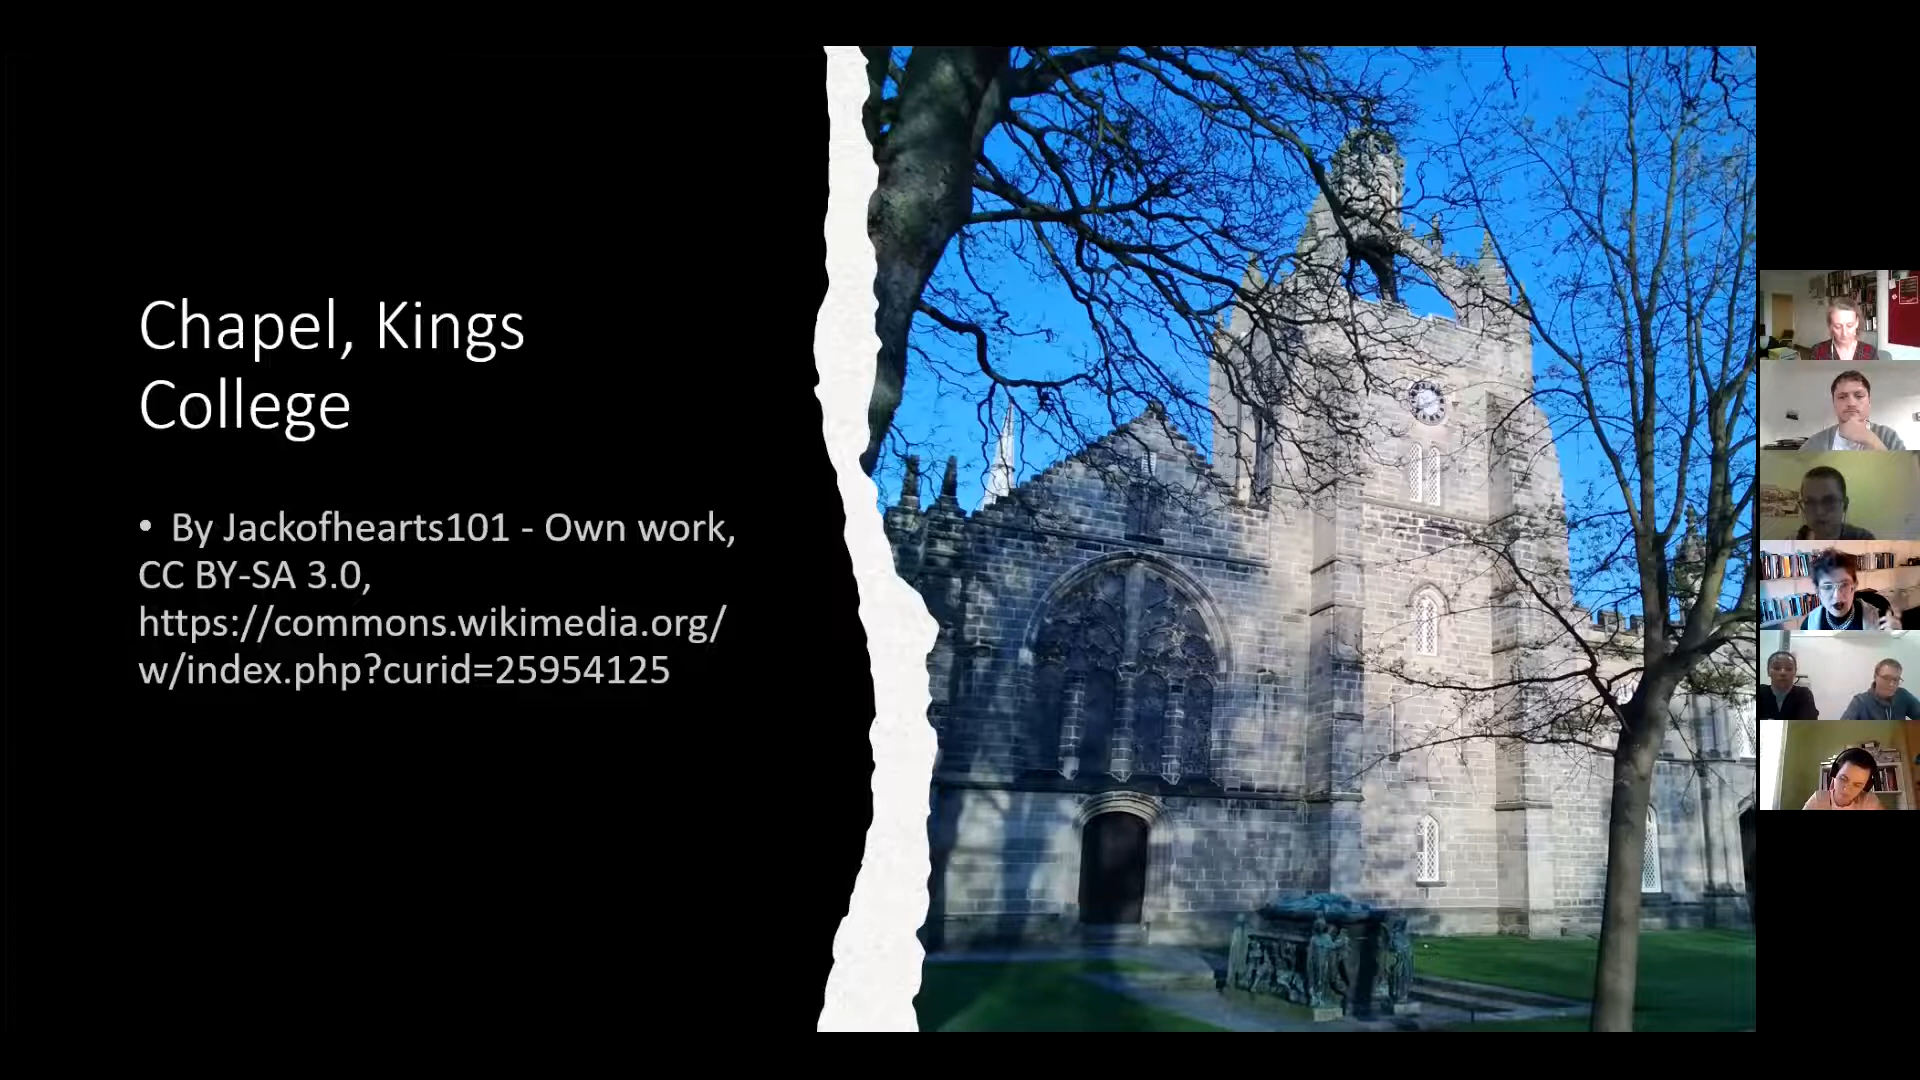 Chapel, Kings
College
• By Jackofhearts101 - Own work,
CC BY-SA 3.0,
https://commons.wikimedia.org/
w/index.php?curid=25954125